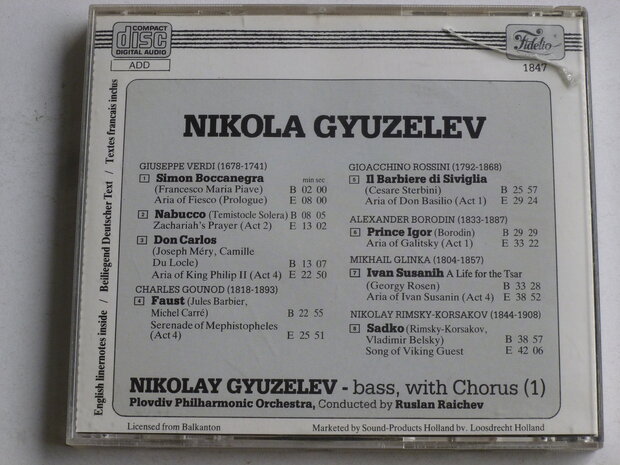 COMPACT
disc
DIGITAL AUDIO
ADD
Fidelio
1847
English linernotes inside / Beiliegend Deutscher Text / Textes francais inclus
NIKOLA GYUZELEV
GIUSEPPE VERDI (1678-1741)
1 Simon Boccanegra min sec
(Francesco Maria Piave) B 02 00
Aria of Fiesco (Prologue) E 08 00
2 Nabucco (Temistocle Solera) B 08 05
Zachariah's Prayer (Act 2) E 13 02
3 Don Carlos
(Joseph Méry, Camille
Du Locle) B 13 07
Aria of King Philip II (Act 4) E 22 50
CHARLES GOUNOD (1818-1893)
4 Faust (Jules Barbier,
Michel Carré) B 22 55
Serenade of Mephistopheles
(Act 4) E 25 51
GIOACCHINO ROSSINI (1792-1868)
5 Il Barbiere di Siviglia
(Cesare Sterbini) B 25 57
Aria of Don Basilio (Act 1) E 29 24
ALEXANDER BORODIN (1833-1887)
6 Prince Igor (Borodin) B 29 29
Aria of Galitsky (Act 1) E 33 22
MIKHAIL GLINKA (1804-1857)
7 Ivan Susanih A Life for the Tsar
(Georgy Rosen) B 33 28
Aria of Ivan Susanin (Act 4) E 38 52
NIKOLAY RIMSKY-KORSAKOV (1844-1908)
8 Sadko (Rimsky-Korsakov,
Vladimir Belsky) B 38 57
Song of Viking Guest E 42 06
NIKOLAY GYUZELEV - bass, with Chorus (1)
Plovdiv Philharmonic Orchestra, Conducted by Ruslan Raichev
Licensed from Balkanton
Marketed by Sound-Products Holland bv. Loosdrecht Holland